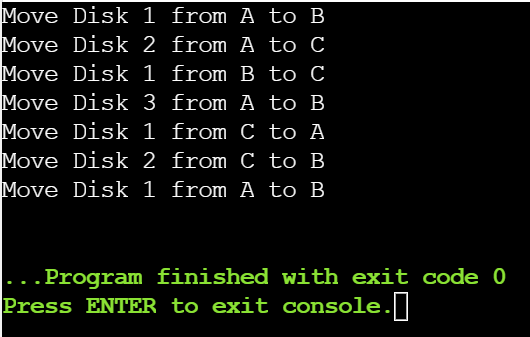 Move Disk 1 from A to B
Move Disk 2 from A to C
Move Disk 1 from B to C
Move Disk 3 from A to B
Move Disk 1 from C to A
Move Disk 2 from C to B
Move Disk 1 from A to B
...Program finished with exit code 0
Press ENTER to exit console.